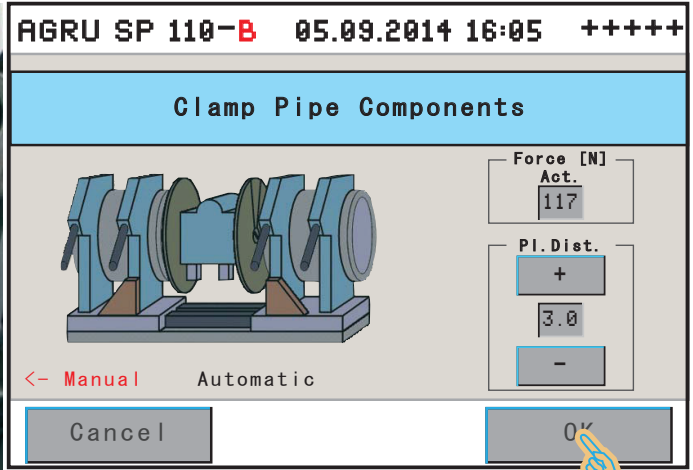 AGRU SP 110-B 05.09.2014 16:05 +++++
Clamp Pipe Components
Force [N]
Act.
117
Pl.Dist.
+
3.0
-
<- Manual Automatic
Cancel OK